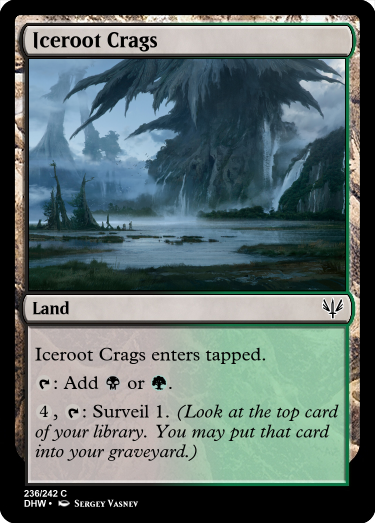 Iceroot Crags
Land
Iceroot Crags enters tapped.
: Add or .
4 , : Surveil 1. (Look at the top card
of your library. You may put that card
into your graveyard.)
236/242 C
DHW • Sergey Vasnev